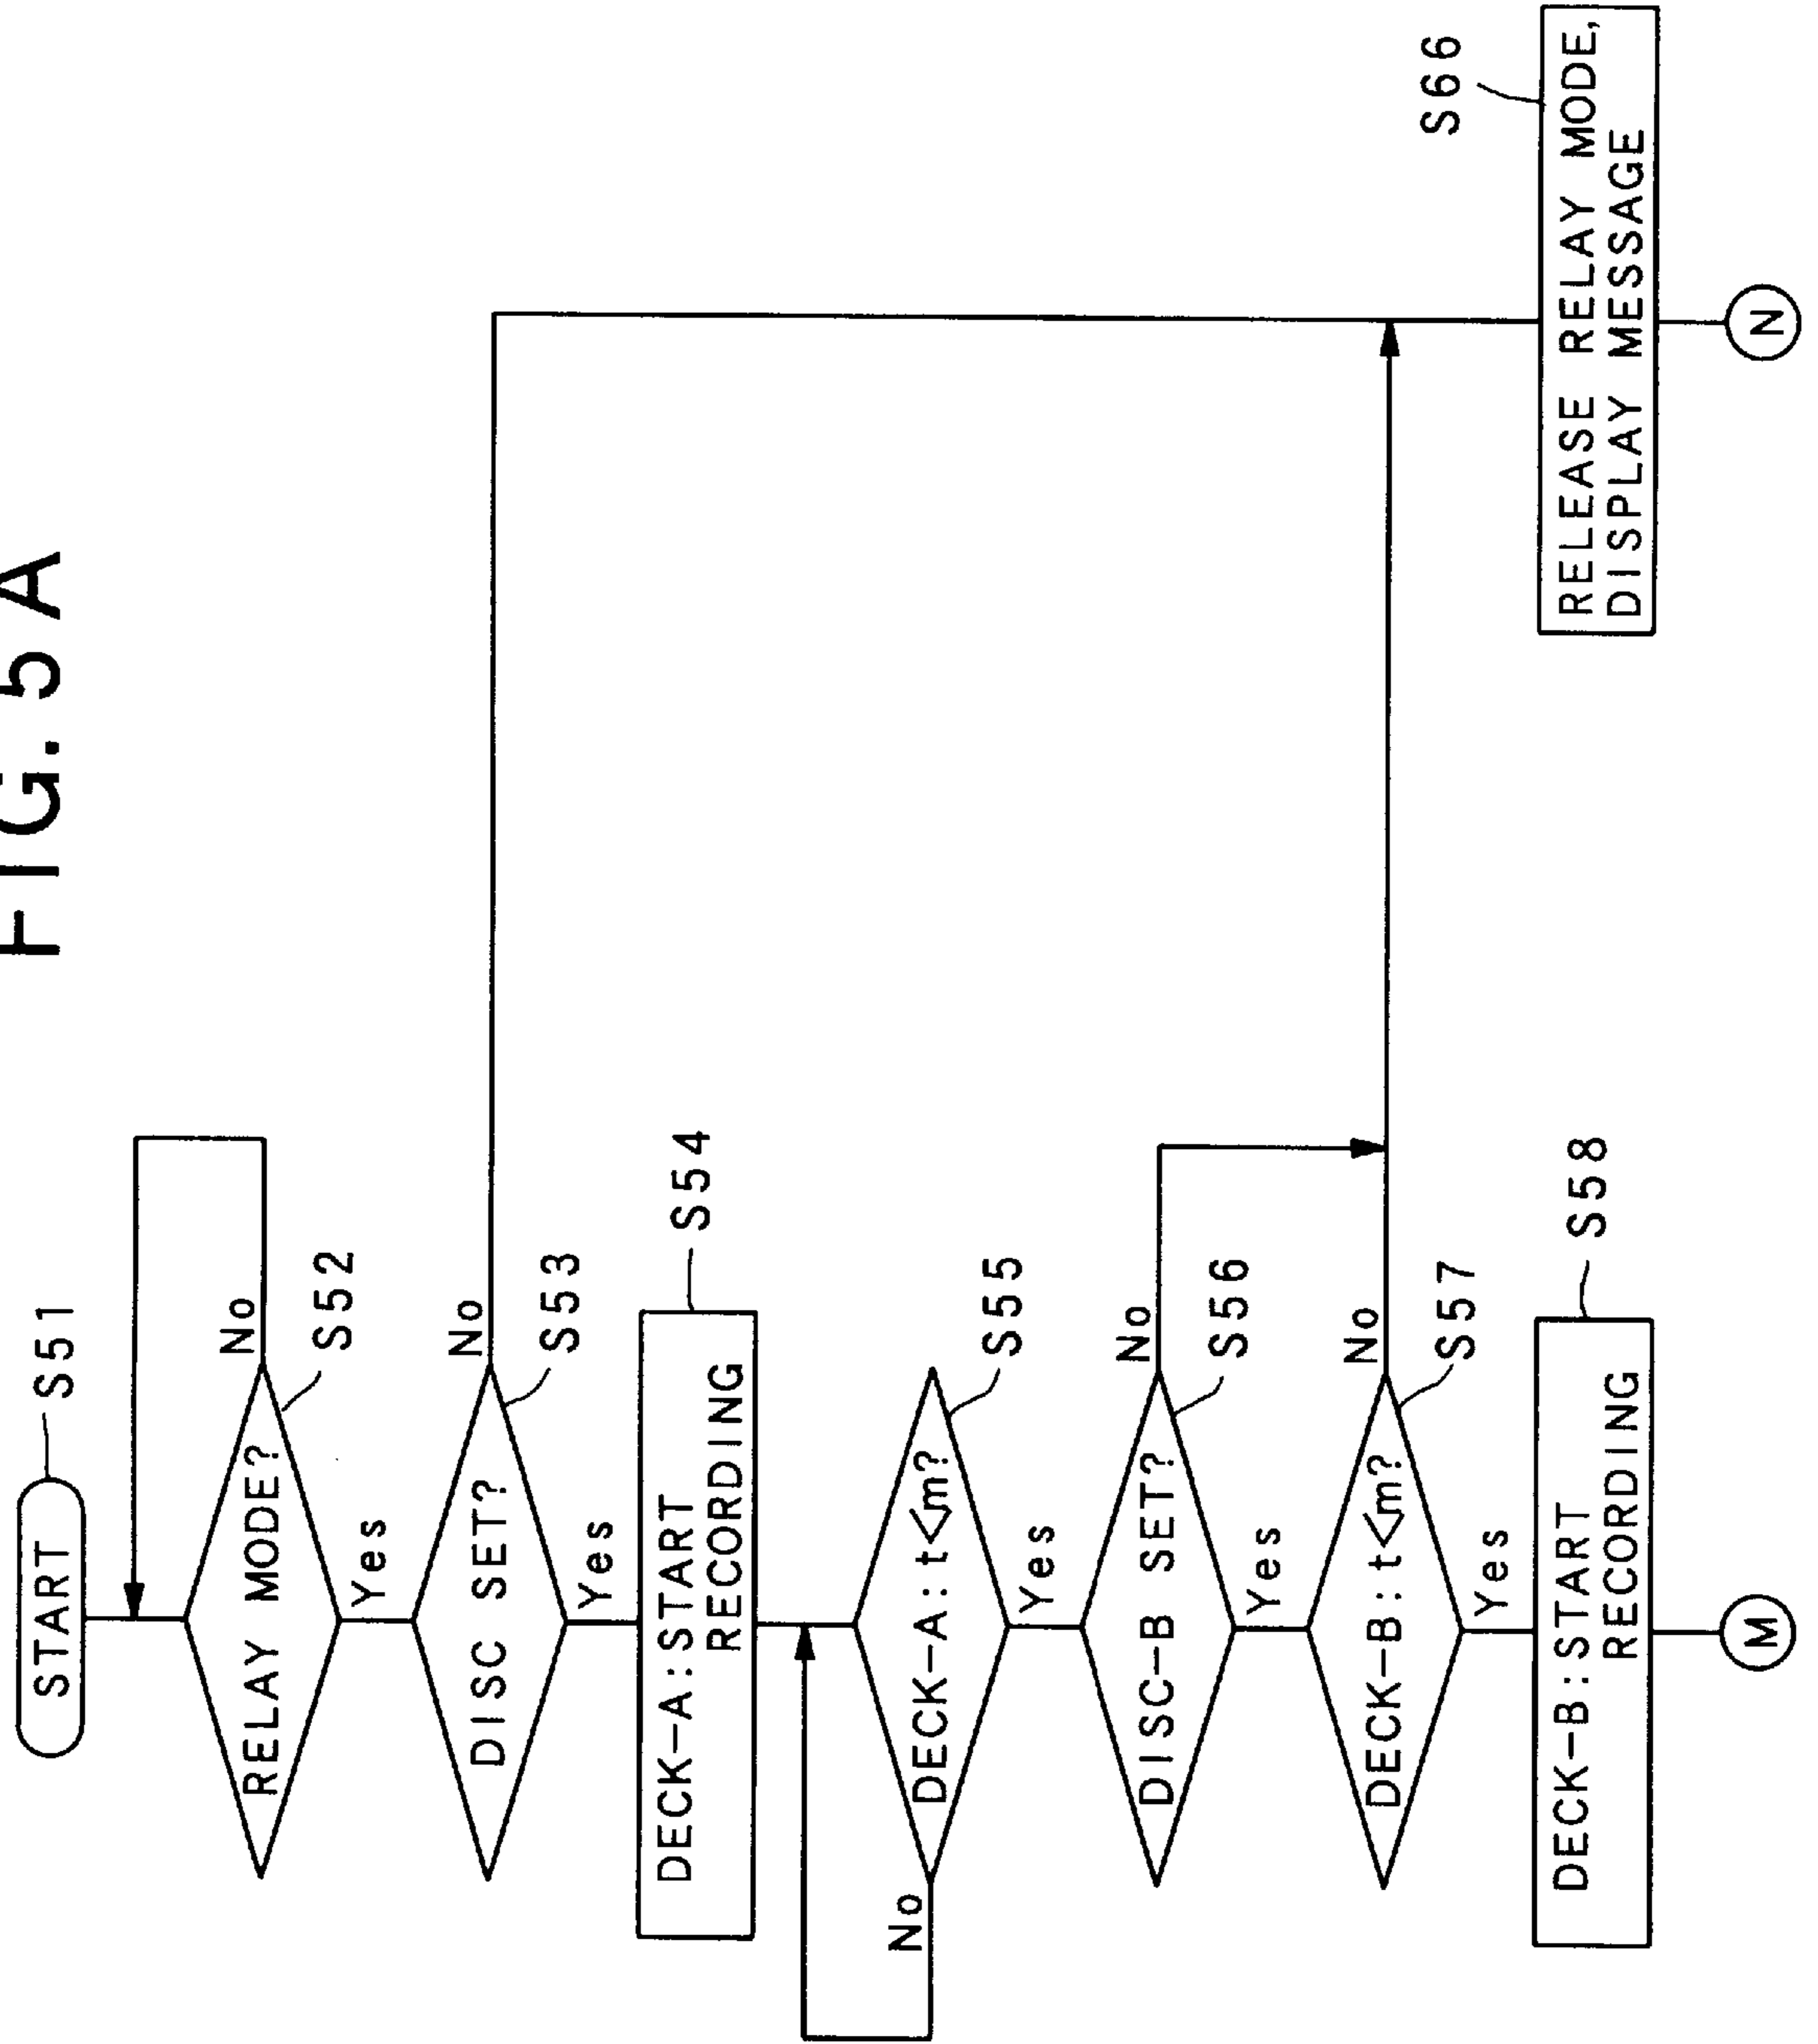 FIG. 5 A
START
S51
RELAY MODE?
No
S52
Yes
DISC SET?
No
S53
Yes
DECK-A:START
RECORDING
S54
DECK-A:t<m?
No
S55
Yes
DISC-B SET?
No
S56
Yes
DECK-B:t<m?
No
S57
Yes
DECK-B:START
RECORDING
S58
M
S66
RELEASE RELAY MODE,
DISPLAY MESSAGE
N